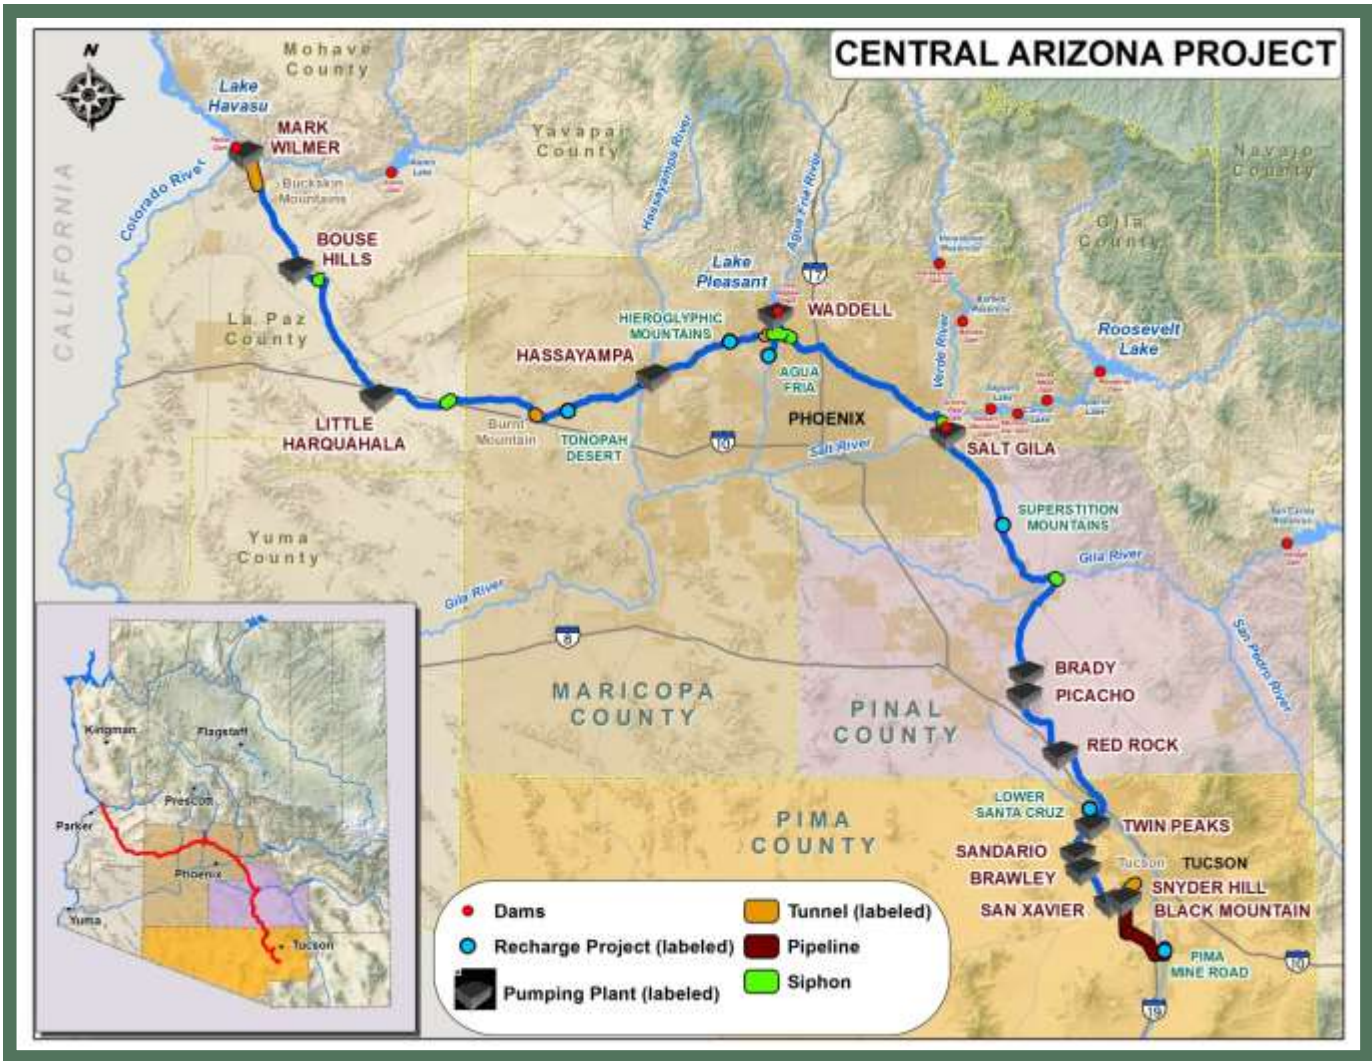 CENTRAL ARIZONA PROJECT
N
Mohave
County
Lake
Havasu
MARK
WILMER
Buckskin
Mountains
Colorado River
CALIFORNIA
Yavapai
County
Hassayampa River
Agua Fria River
Navajo
County
Gila
County
BOUSE
HILLS
La Paz
County
Lake
Pleasant
17
WADDELL
HIEROGLYPHIC
MOUNTAINS
HASSAYAMPA
AGUA
FRIA
Verde River
Roosevelt
Lake
LITTLE
HARQUAHALA
Burnt
Mountain
TONOPAH
DESERT
PHOENIX
10
Salt River
SALT GILA
SUPERSTITION
MOUNTAINS
Yuma
County
Gila River
Gila River
San Pedro River
8
MARICOPA
COUNTY
PINAL
COUNTY
BRADY
PICACHO
RED ROCK
LOWER
SANTA CRUZ
TWIN PEAKS
PIMA
COUNTY
SANDARIO
BRAWLEY
Tucson
TUCSON
SNYDER HILL
SAN XAVIER
BLACK MOUNTAIN
PIMA
MINE ROAD
10
19
Kingman
Flagstaff
Prescott
Parker
Phoenix
Yuma
Tucson
Dams
Recharge Project (labeled)
Pumping Plant (labeled)
Tunnel (labeled)
Pipeline
Siphon